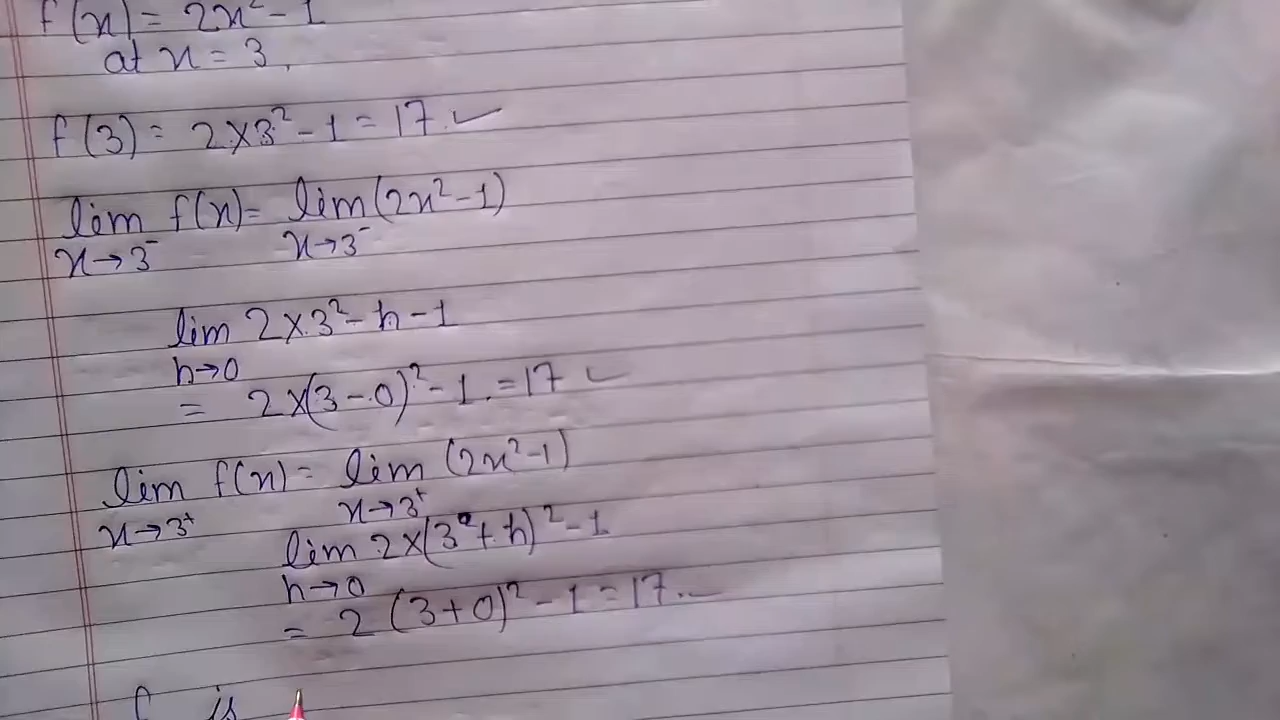 f(x) = 2x² - 1
at x = 3,
f(3) = 2×3² - 1 = 17. ✓
lim f(x) = lim (2x² - 1)
x→3⁻ x→3⁻
lim 2×3² - h - 1
h→0
= 2×(3 - 0)² - 1. = 17 ✓
lim f(x) = lim (2x² - 1)
x→3⁺ x→3⁺
lim 2×(3 + h)² - 1
h→0
= 2 (3+0)² - 1 = 17. ✓
f is